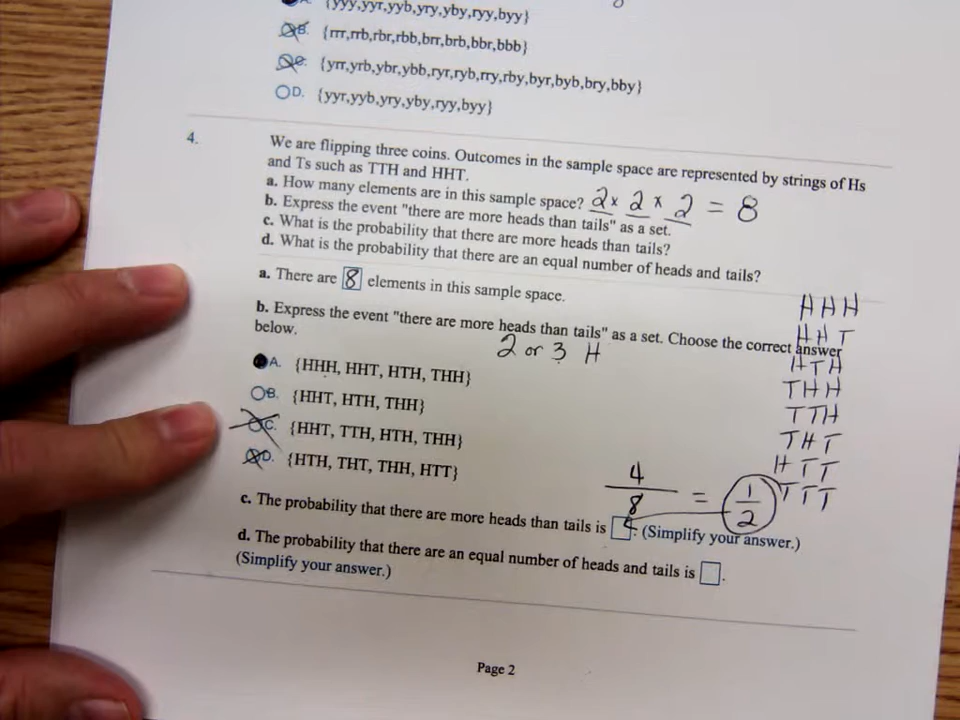 {yyy,yyr,yyb,yry,yby,ryy,byy}
B. {rrr,rrb,rbr,rbb,brr,brb,bbr,bbb}
C. {yrr,yrb,ybr,ybb,ryr,ryb,rry,rby,byr,byb,bry,bby}
D. {yyr,yyb,yry,yby,ryy,byy}
4. We are flipping three coins. Outcomes in the sample space are represented by strings of Hs
and Ts such as TTH and HHT.
a. How many elements are in this sample space? 2 × 2 × 2 = 8
b. Express the event "there are more heads than tails" as a set.
c. What is the probability that there are more heads than tails?
d. What is the probability that there are an equal number of heads and tails?
a. There are 8 elements in this sample space.
b. Express the event "there are more heads than tails" as a set. Choose the correct answer
below.
2 or 3 H
HHH
HHT
HTH
THH
TTH
THT
HTT
TTT
A. {HHH, HHT, HTH, THH}
B. {HHT, HTH, THH}
C. {HHT, TTH, HTH, THH}
D. {HTH, THT, THH, HTT}
4
8
=
1
2
c. The probability that there are more heads than tails is . (Simplify your answer.)
d. The probability that there are an equal number of heads and tails is .
(Simplify your answer.)
Page 2